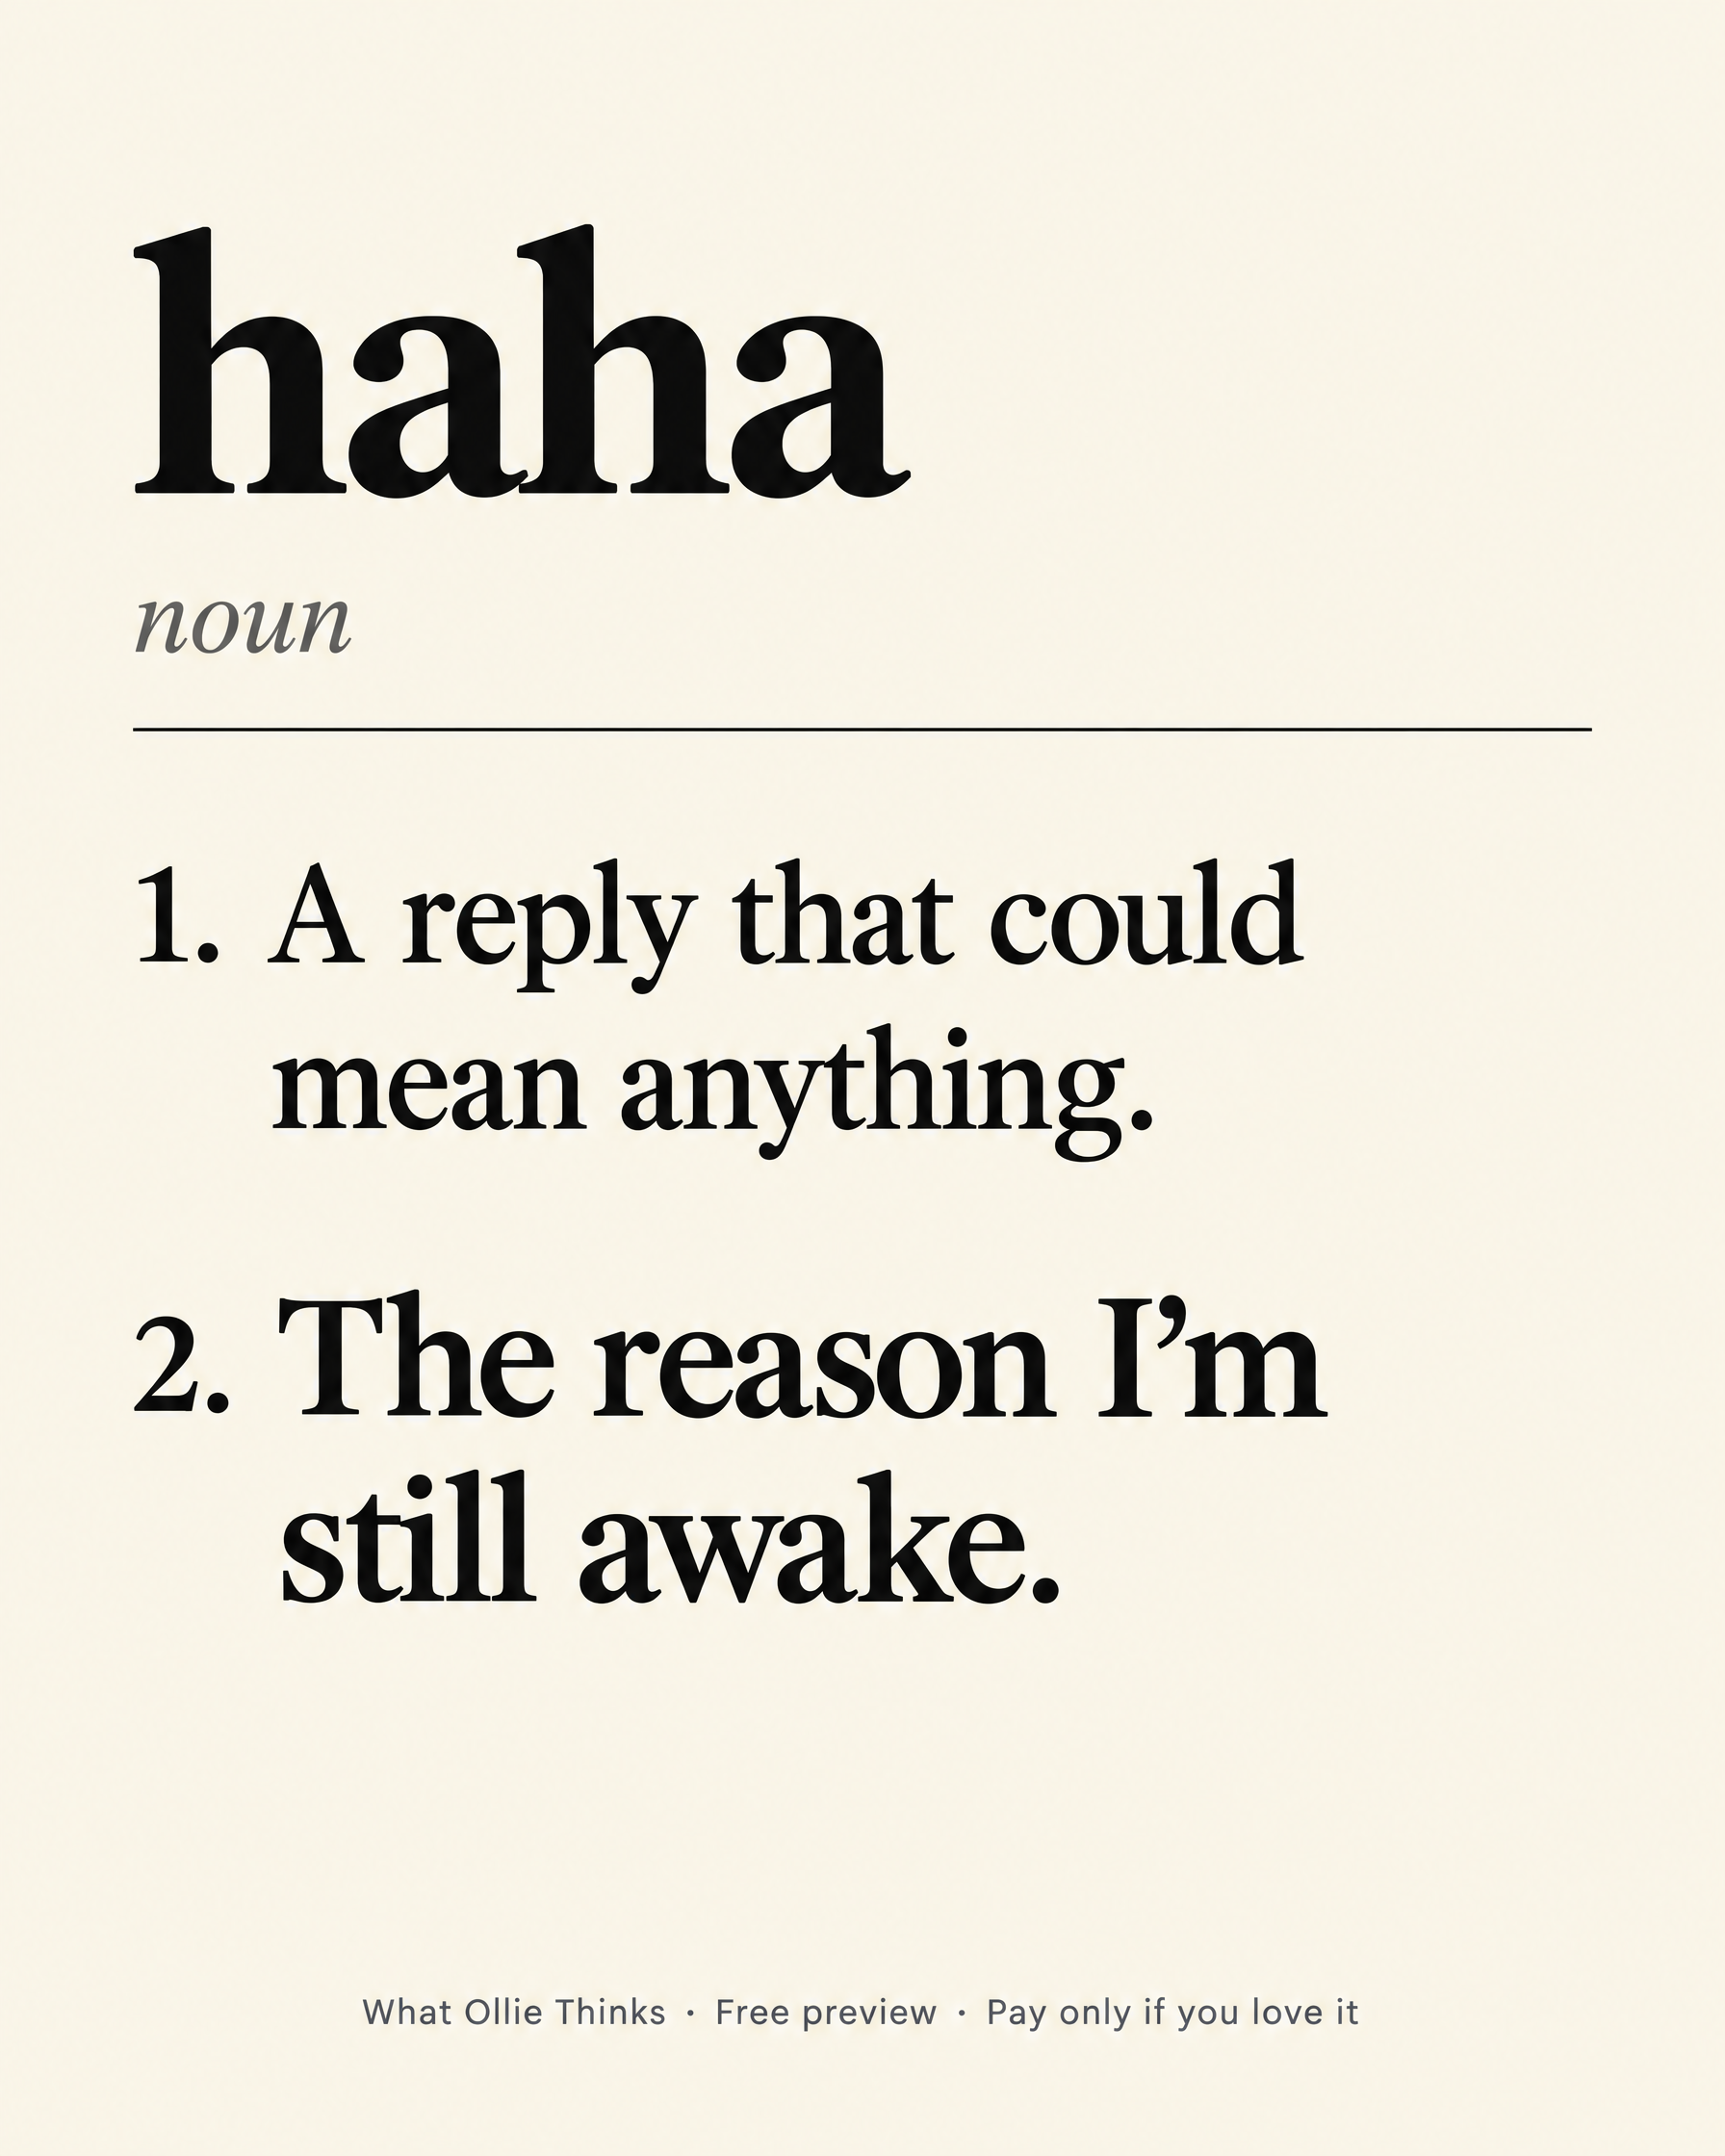 haha
noun
1. A reply that could
mean anything.
2. The reason I’m
still awake.
What Ollie Thinks · Free preview · Pay only if you love it